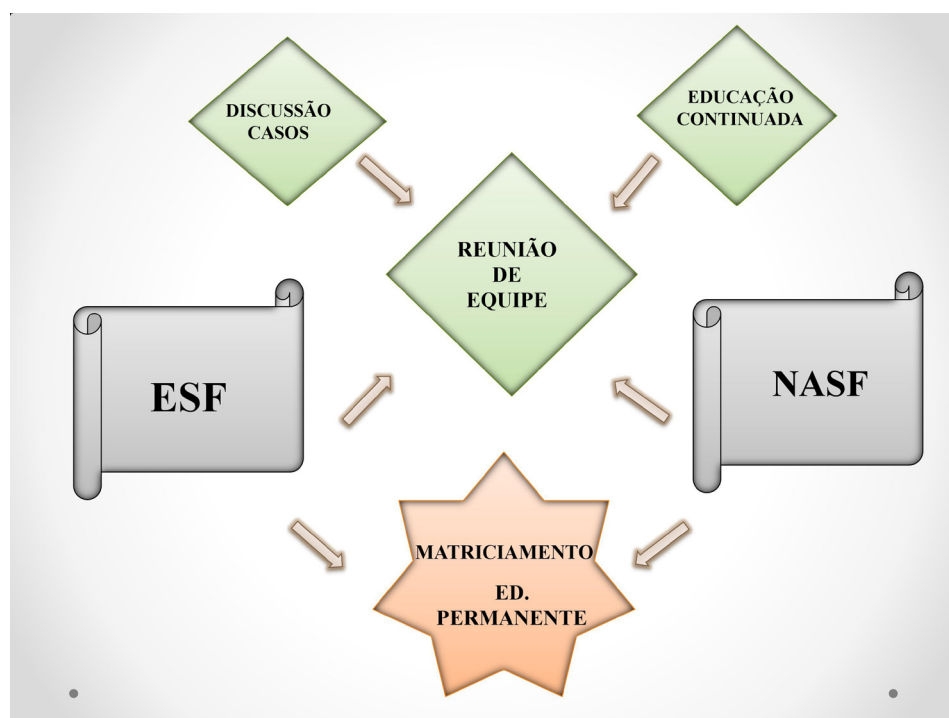 DISCUSSÃO
CASOS
EDUCAÇÃO
CONTINUADA
REUNIÃO
DE
EQUIPE
ESF
NASF
MATRICIAMENTO
ED.
PERMANENTE